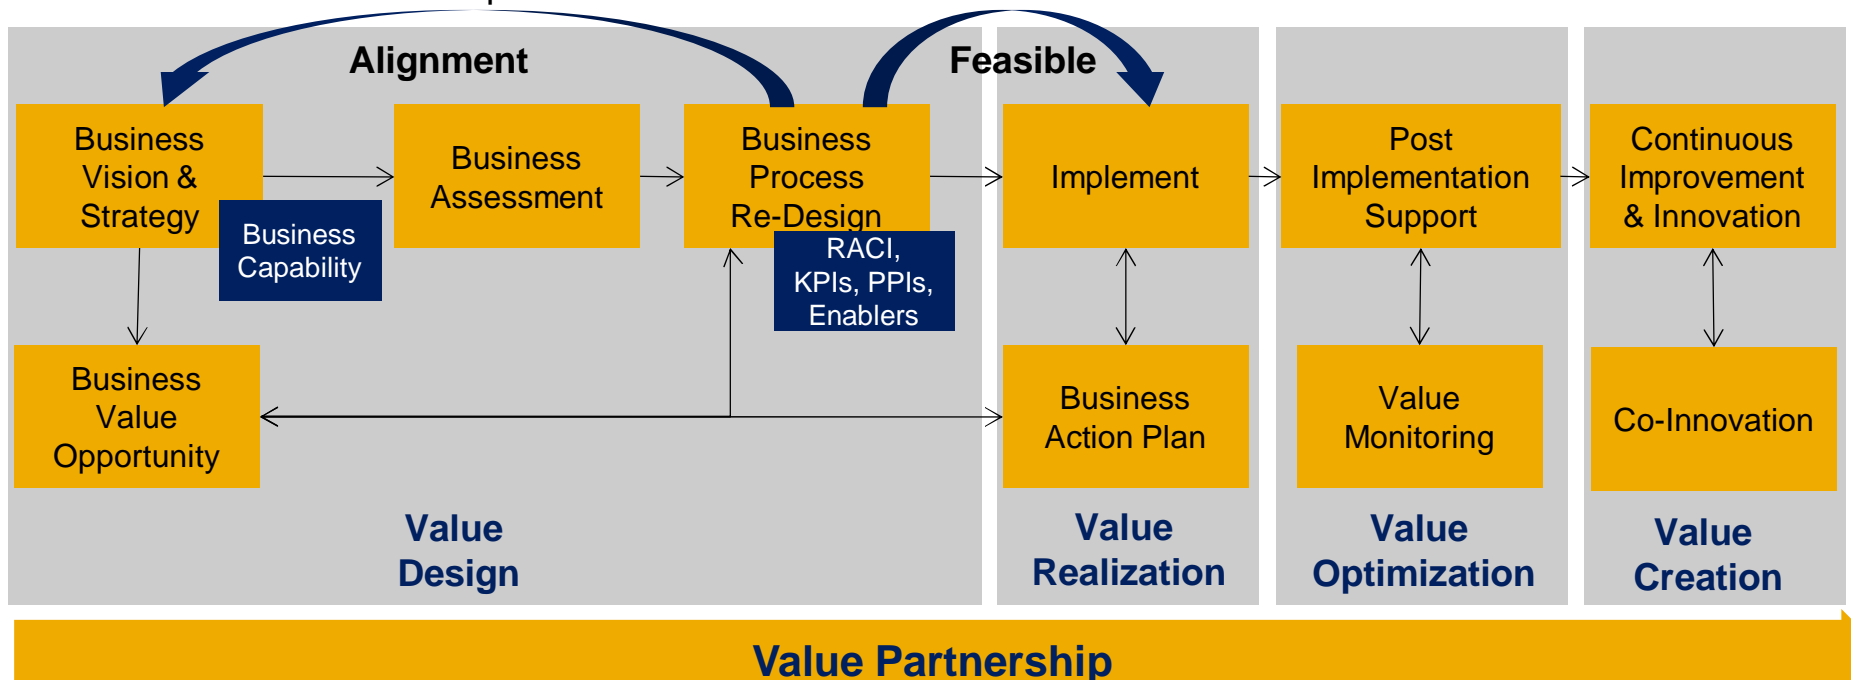 Alignment
Feasible
Business
Vision &
Strategy
Business
Capability
Business
Assessment
Business
Process
Re-Design
RACI,
KPIs, PPIs,
Enablers
Implement
Post
Implementation
Support
Continuous
Improvement
& Innovation
Business
Value
Opportunity
Business
Action Plan
Value
Monitoring
Co-Innovation
Value
Design
Value
Realization
Value
Optimization
Value
Creation
Value Partnership